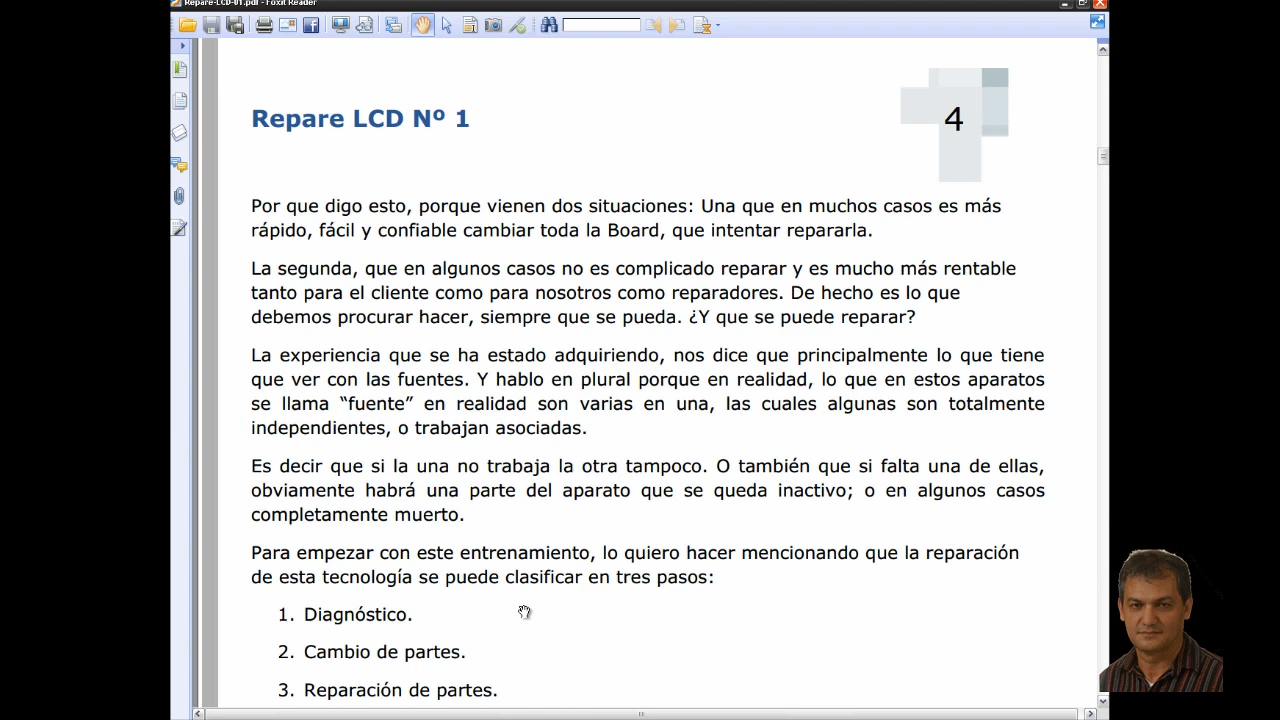 Repare-LCD-01.pdf - Foxit Reader
Repare LCD Nº 1
4
Por que digo esto, porque vienen dos situaciones: Una que en muchos casos es más
rápido, fácil y confiable cambiar toda la Board, que intentar repararla.
La segunda, que en algunos casos no es complicado reparar y es mucho más rentable
tanto para el cliente como para nosotros como reparadores. De hecho es lo que
debemos procurar hacer, siempre que se pueda. ¿Y que se puede reparar?
La experiencia que se ha estado adquiriendo, nos dice que principalmente lo que tiene
que ver con las fuentes. Y hablo en plural porque en realidad, lo que en estos aparatos
se llama “fuente” en realidad son varias en una, las cuales algunas son totalmente
independientes, o trabajan asociadas.
Es decir que si la una no trabaja la otra tampoco. O también que si falta una de ellas,
obviamente habrá una parte del aparato que se queda inactivo; o en algunos casos
completamente muerto.
Para empezar con este entrenamiento, lo quiero hacer mencionando que la reparación
de esta tecnología se puede clasificar en tres pasos:
1. Diagnóstico.
2. Cambio de partes.
3. Reparación de partes.